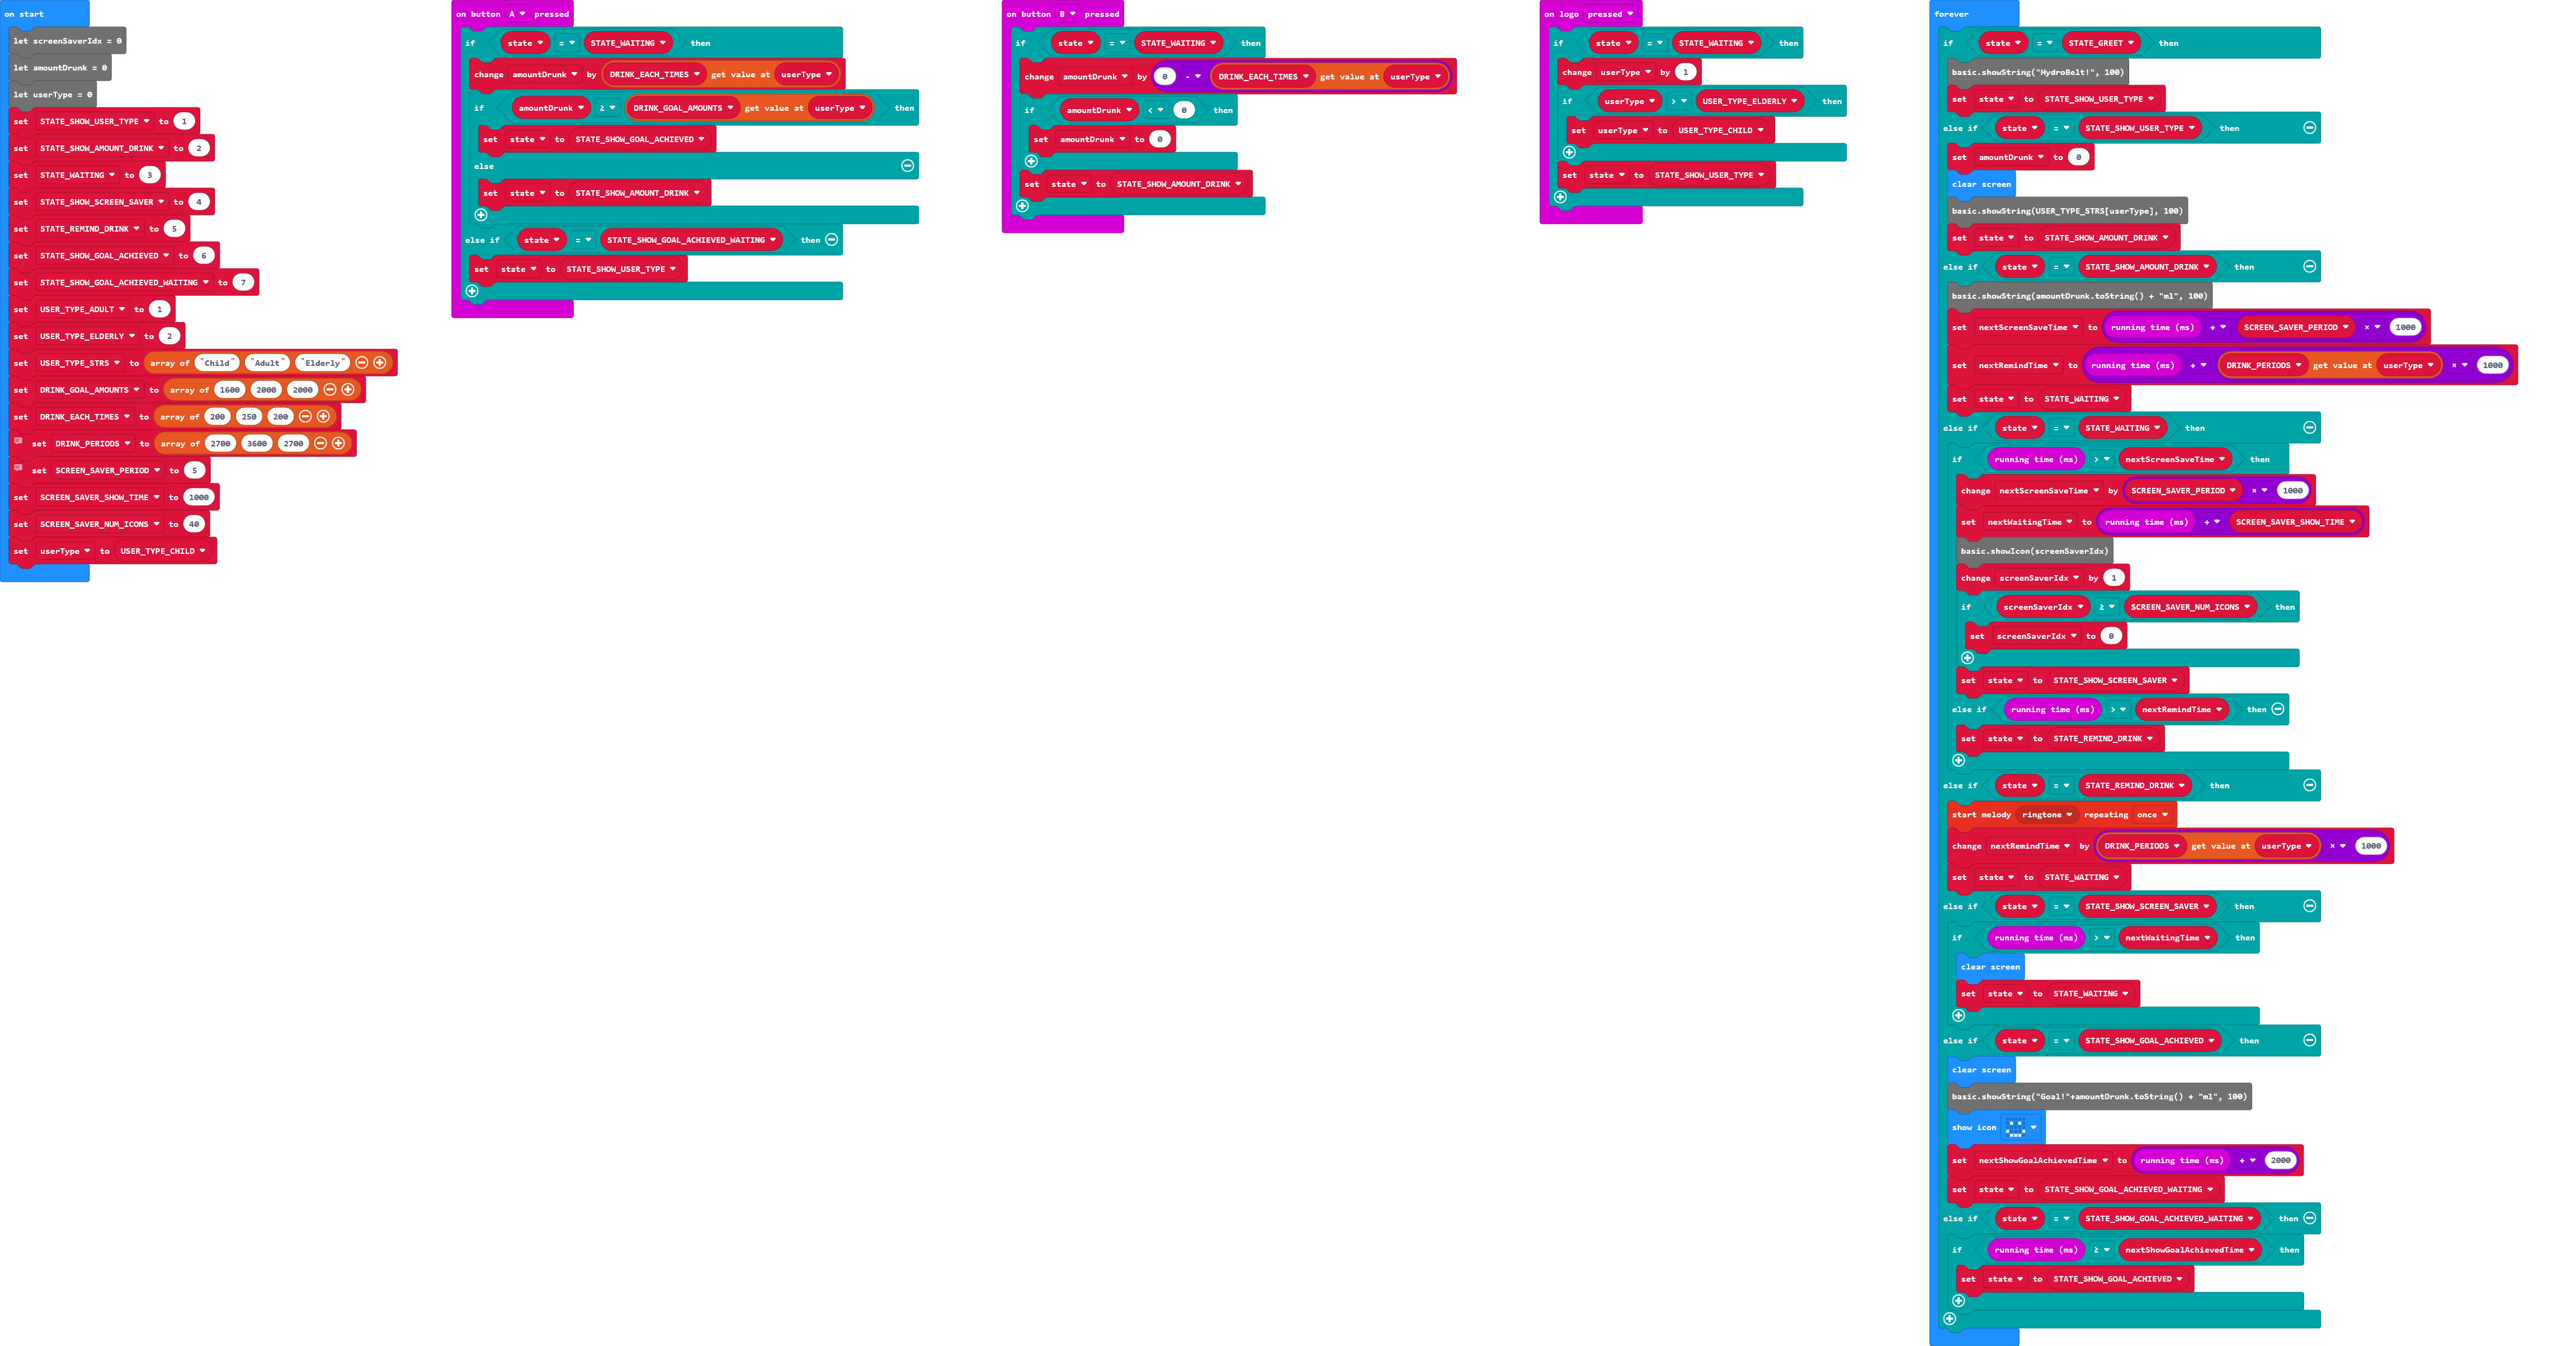 on start
let screenSaverIdx = 0
let amountDrunk = 0
let userType = 0
set STATE_SHOW_USER_TYPE to 1
set STATE_SHOW_AMOUNT_DRINK to 2
set STATE_WAITING to 3
set STATE_SHOW_SCREEN_SAVER to 4
set STATE_REMIND_DRINK to 5
set STATE_SHOW_GOAL_ACHIEVED to 6
set STATE_SHOW_GOAL_ACHIEVED_WAITING to 7
set USER_TYPE_ADULT to 1
set USER_TYPE_ELDERLY to 2
set USER_TYPE_STRS to array of "Child" "Adult" "Elderly"
set DRINK_GOAL_AMOUNTS to array of 1600 2000 2000
set DRINK_EACH_TIMES to array of 200 250 200
set DRINK_PERIODS to array of 2700 3600 2700
set SCREEN_SAVER_PERIOD to 5
set SCREEN_SAVER_SHOW_TIME to 1000
set SCREEN_SAVER_NUM_ICONS to 40
set userType to USER_TYPE_CHILD
on button A pressed
if state = STATE_WAITING then
change amountDrunk by DRINK_EACH_TIMES get value at userType
if amountDrunk ≥ DRINK_GOAL_AMOUNTS get value at userType then
set state to STATE_SHOW_GOAL_ACHIEVED
else
set state to STATE_SHOW_AMOUNT_DRINK
else if state = STATE_SHOW_GOAL_ACHIEVED_WAITING then
set state to STATE_SHOW_USER_TYPE
on button B pressed
if state = STATE_WAITING then
change amountDrunk by 0 - DRINK_EACH_TIMES get value at userType
if amountDrunk < 0 then
set amountDrunk to 0
set state to STATE_SHOW_AMOUNT_DRINK
on logo pressed
if state = STATE_WAITING then
change userType by 1
if userType > USER_TYPE_ELDERLY then
set userType to USER_TYPE_CHILD
set state to STATE_SHOW_USER_TYPE
forever
if state = STATE_GREET then
basic.showString("HydroBelt!", 100)
set state to STATE_SHOW_USER_TYPE
else if state = STATE_SHOW_USER_TYPE then
set amountDrunk to 0
clear screen
basic.showString(USER_TYPE_STRS[userType], 100)
set state to STATE_SHOW_AMOUNT_DRINK
else if state = STATE_SHOW_AMOUNT_DRINK then
basic.showString(amountDrunk.toString() + "ml", 100)
set nextScreenSaveTime to running time (ms) + SCREEN_SAVER_PERIOD × 1000
set nextRemindTime to running time (ms) + DRINK_PERIODS get value at userType × 1000
set state to STATE_WAITING
else if state = STATE_WAITING then
if running time (ms) > nextScreenSaveTime then
change nextScreenSaveTime by SCREEN_SAVER_PERIOD × 1000
set nextWaitingTime to running time (ms) + SCREEN_SAVER_SHOW_TIME
basic.showIcon(screenSaverIdx)
change screenSaverIdx by 1
if screenSaverIdx ≥ SCREEN_SAVER_NUM_ICONS then
set screenSaverIdx to 0
set state to STATE_SHOW_SCREEN_SAVER
else if running time (ms) > nextRemindTime then
set state to STATE_REMIND_DRINK
else if state = STATE_REMIND_DRINK then
start melody ringtone repeating once
change nextRemindTime by DRINK_PERIODS get value at userType × 1000
set state to STATE_WAITING
else if state = STATE_SHOW_SCREEN_SAVER then
if running time (ms) > nextWaitingTime then
clear screen
set state to STATE_WAITING
else if state = STATE_SHOW_GOAL_ACHIEVED then
clear screen
basic.showString("Goal!"+amountDrunk.toString() + "ml", 100)
show icon
set nextShowGoalAchievedTime to running time (ms) + 2000
set state to STATE_SHOW_GOAL_ACHIEVED_WAITING
else if state = STATE_SHOW_GOAL_ACHIEVED_WAITING then
if running time (ms) ≥ nextShowGoalAchievedTime then
set state to STATE_SHOW_GOAL_ACHIEVED